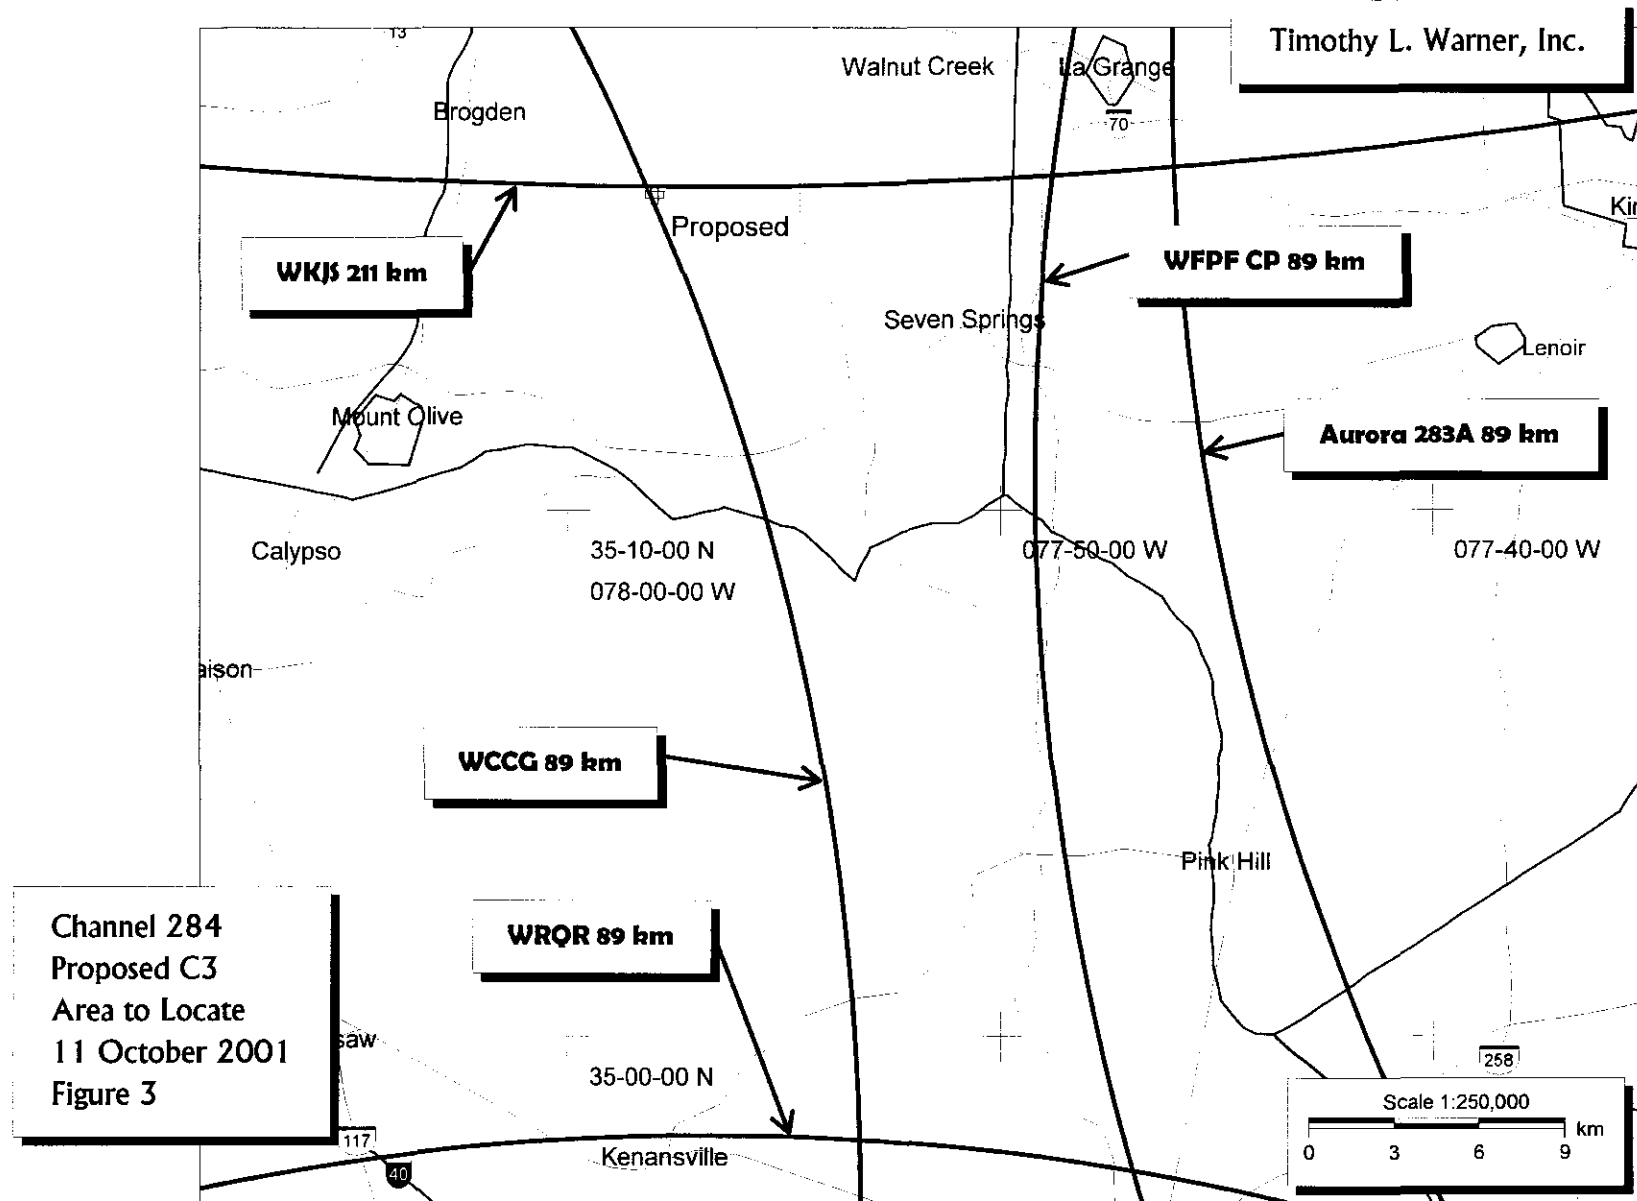 Timothy L. Warner, Inc.
13
Walnut Creek
La Grange
Brogden
70
Proposed
WKJS 211 km
WFPF CP 89 km
Seven Springs
Lenoir
Mount Olive
Aurora 283A 89 km
Calypso
35-10-00 N
078-00-00 W
077-50-00 W
077-40-00 W
aison
WCCG 89 km
Pink Hill
WRQR 89 km
Channel 284
Proposed C3
Area to Locate
11 October 2001
Figure 3
saw
35-00-00 N
258
Scale 1:250,000
km
0 3 6 9
117
40
Kenansville